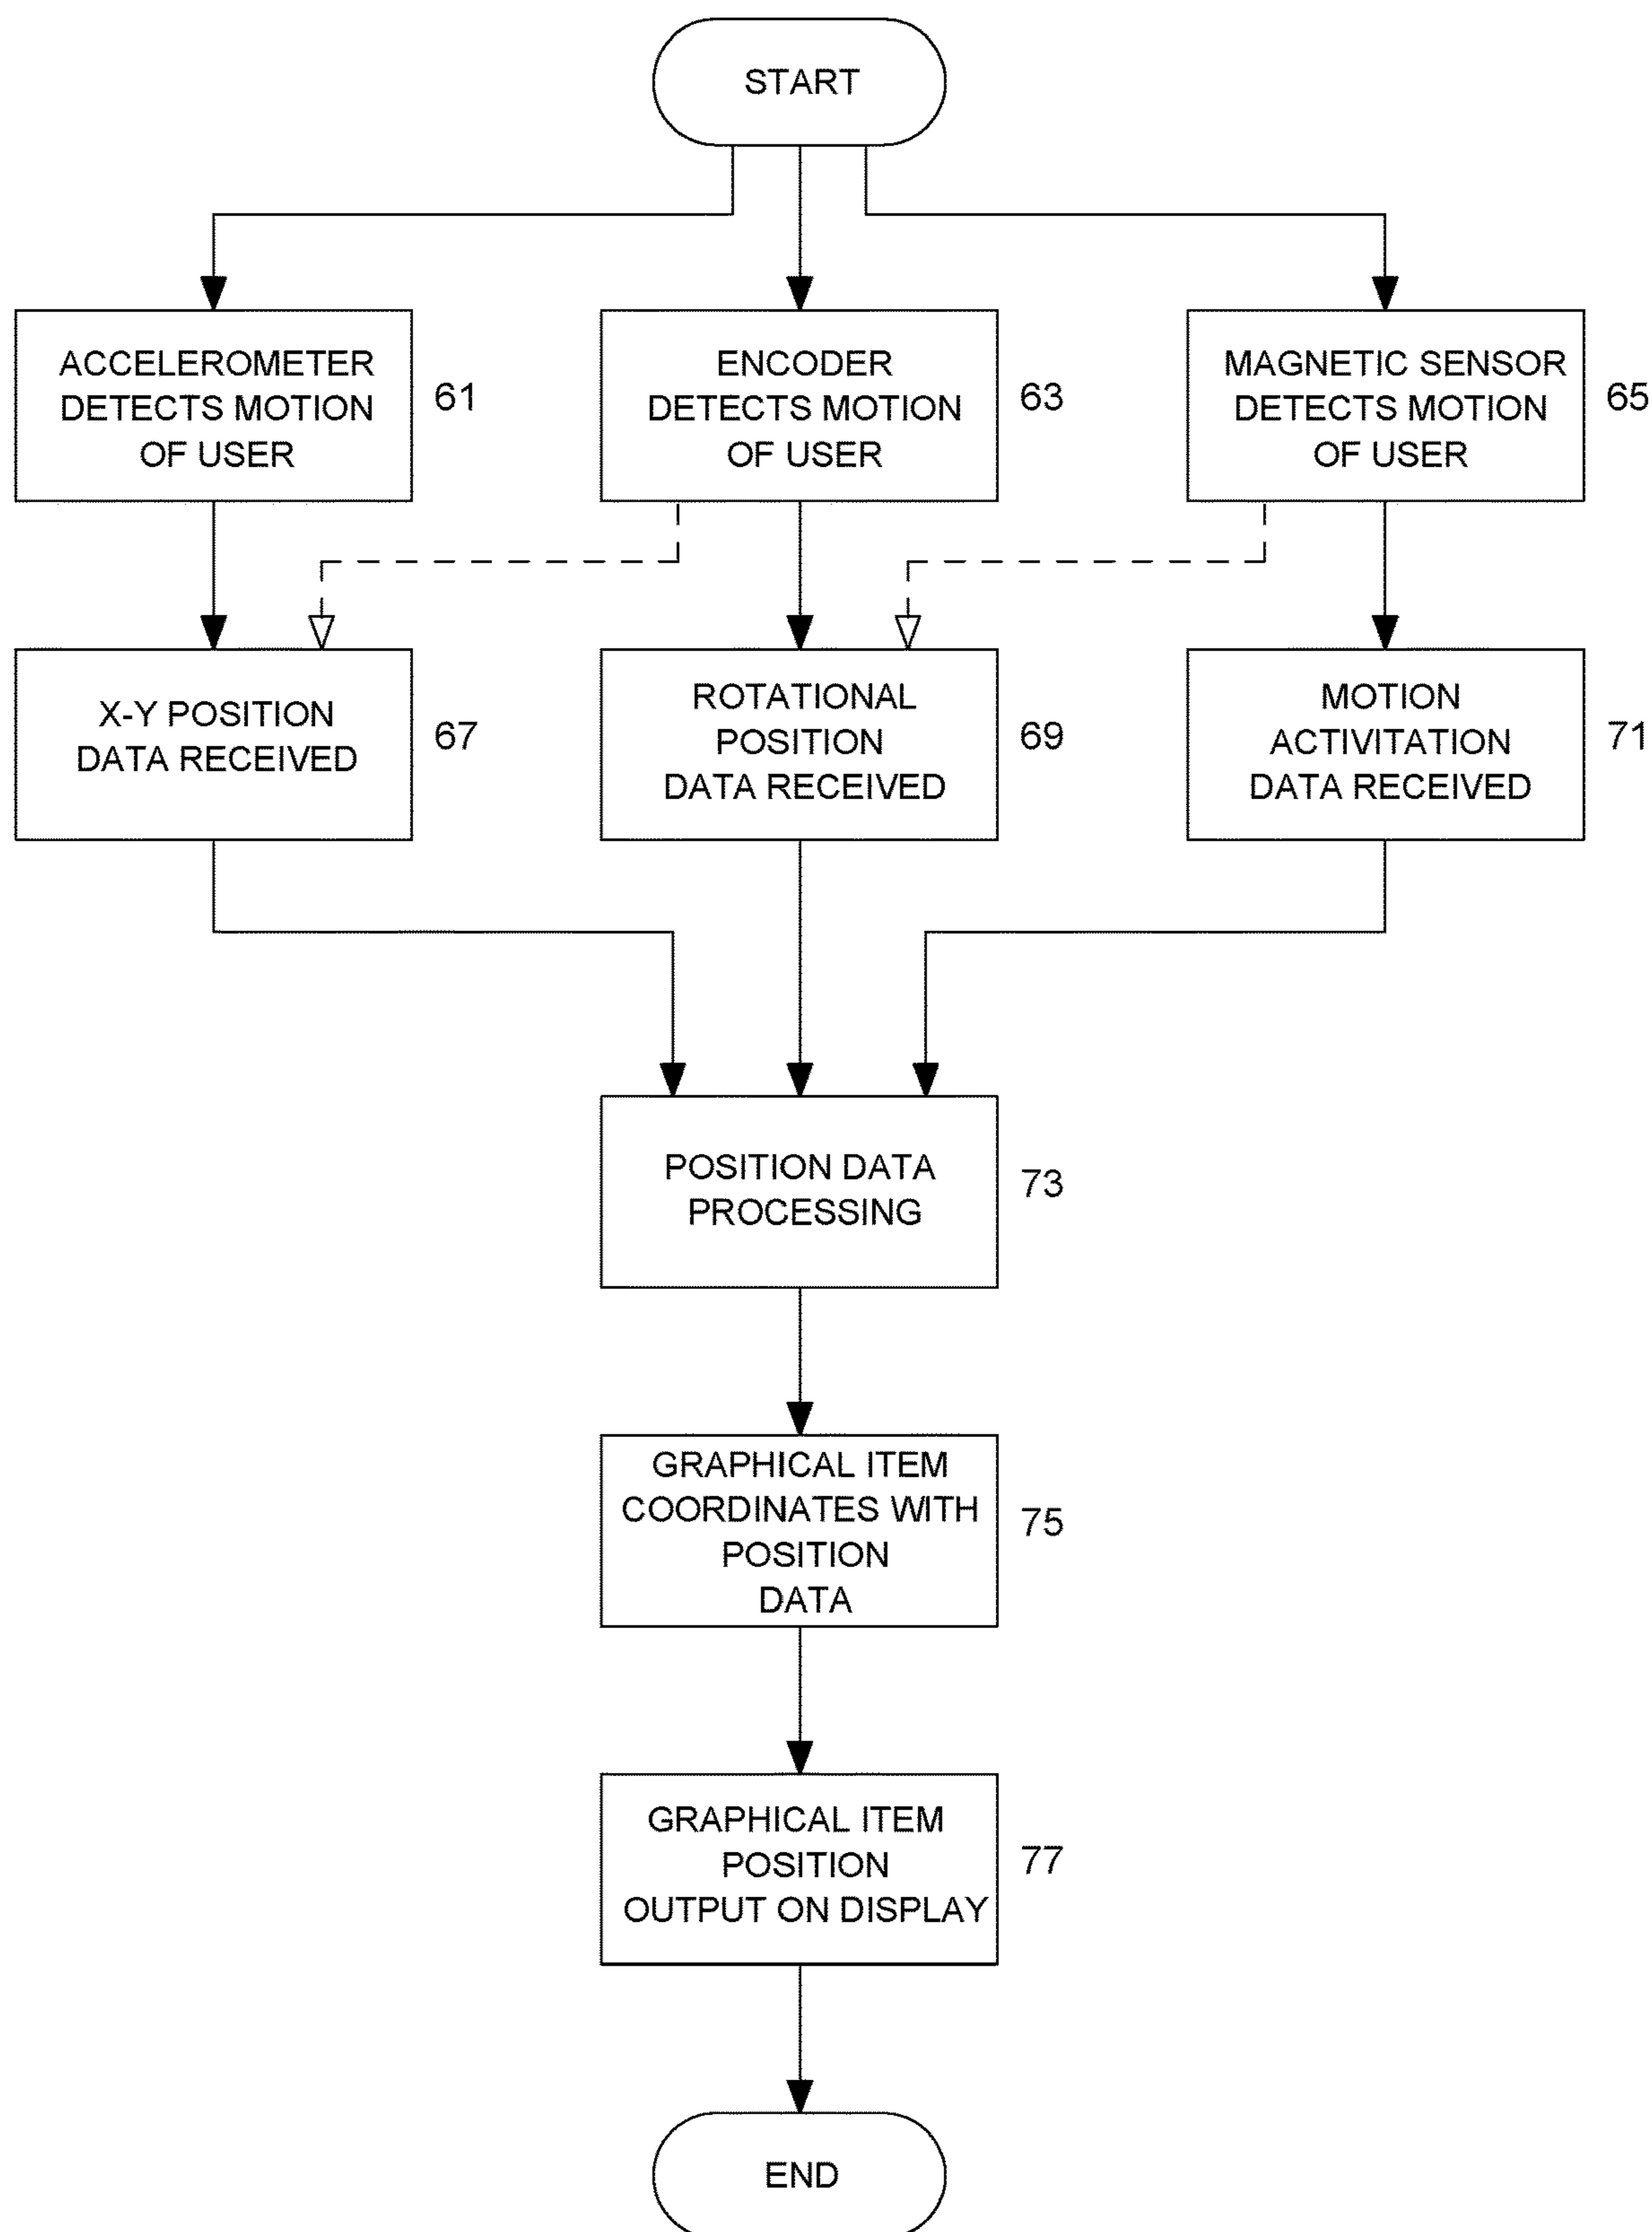 START
ACCELEROMETER
DETECTS MOTION
OF USER
61
ENCODER
DETECTS MOTION
OF USER
63
MAGNETIC SENSOR
DETECTS MOTION
OF USER
65
X-Y POSITION
DATA RECEIVED
67
ROTATIONAL
POSITION
DATA RECEIVED
69
MOTION
ACTIVITATION
DATA RECEIVED
71
POSITION DATA
PROCESSING
73
GRAPHICAL ITEM
COORDINATES WITH
POSITION
DATA
75
GRAPHICAL ITEM
POSITION
OUTPUT ON DISPLAY
77
END